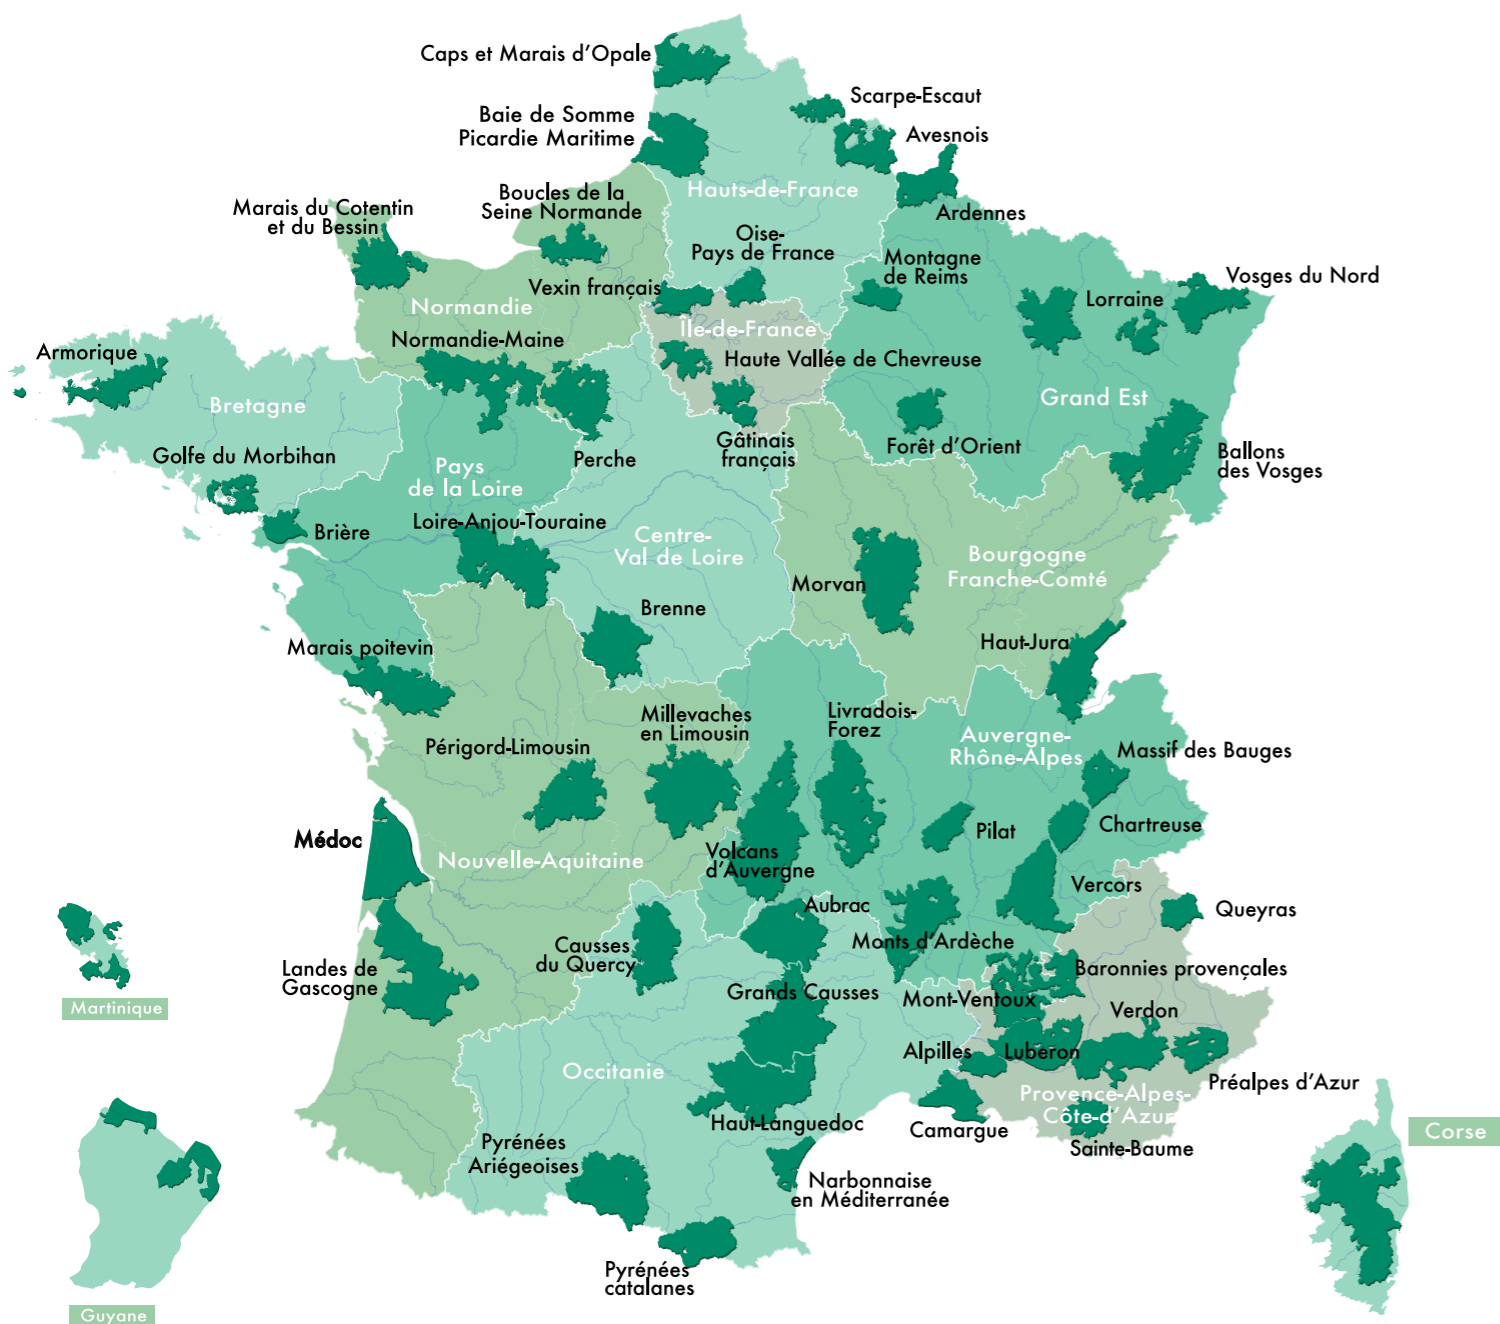 Caps et Marais d'Opale
Scarpe-Escaut
Baie de Somme
Picardie Maritime
Avesnois
Hauts-de-France
Boucles de la
Seine Normande
Marais du Cotentin
et du Bessin
Ardennes
Oise-
Pays de France
Montagne
de Reims
Vosges du Nord
Vexin français
Lorraine
Normandie
Île-de-France
Normandie-Maine
Armorique
Haute Vallée de Chevreuse
Bretagne
Grand Est
Gâtinais
français
Forêt d'Orient
Golfe du Morbihan
Perche
Ballons
des Vosges
Pays
de la Loire
Loire-Anjou-Touraine
Brière
Centre-
Val de Loire
Bourgogne
Franche-Comté
Morvan
Brenne
Haut-Jura
Marais poitevin
Millevaches
en Limousin
Livradois-
Forez
Auvergne-
Rhône-Alpes
Périgord-Limousin
Massif des Bauges
Médoc
Pilat
Chartreuse
Nouvelle-Aquitaine
Volcans
d'Auvergne
Vercors
Aubrac
Queyras
Causses
du Quercy
Monts d'Ardèche
Landes de
Gascogne
Baronnies provençales
Grands Causses
Mont-Ventoux
Martinique
Verdon
Alpilles
Luberon
Occitanie
Préalpes d'Azur
Provence-Alpes-
Côte-d'Azur
Haut-Languedoc
Camargue
Corse
Sainte-Baume
Pyrénées
Ariégeoises
Narbonnaise
en Méditerranée
Pyrénées
catalanes
Guyane